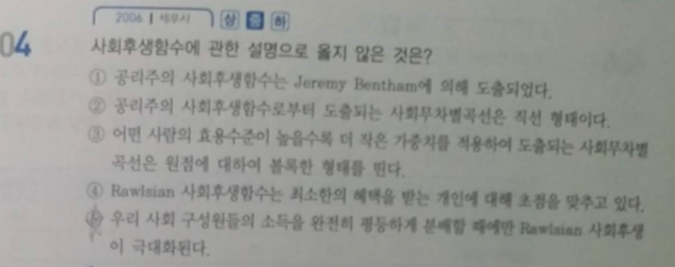 2006 | 세무사 상 중 하
04 사회후생함수에 관한 설명으로 옳지 않은 것은?
① 공리주의 사회후생함수는 Jeremy Bentham에 의해 도출되었다.
② 공리주의 사회후생함수로부터 도출되는 사회무차별곡선은 직선 형태이다.
③ 어떤 사람의 효용수준이 높을수록 더 작은 가중치를 적용하여 도출되는 사회무차별
곡선은 원점에 대하여 볼록한 형태를 띤다.
④ Rawlsian 사회후생함수는 최소한의 혜택을 받는 개인에 대해 초점을 맞추고 있다.
⑤ 우리 사회 구성원들의 소득을 완전히 평등하게 분배할 때에만 Rawlsian 사회후생
이 극대화된다.